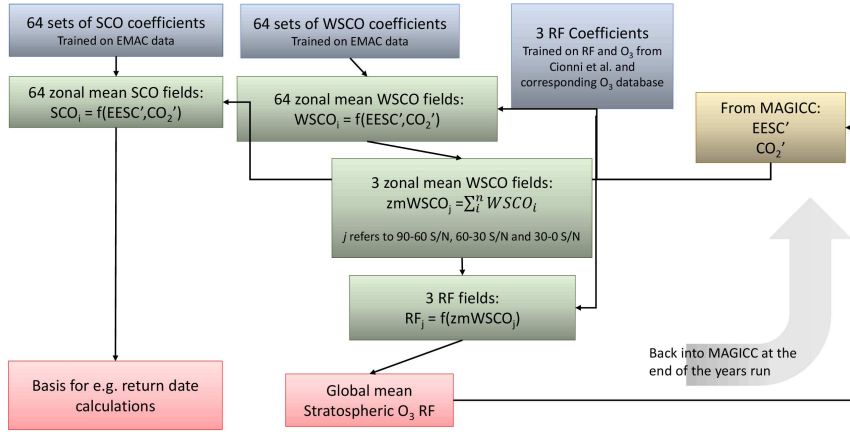 64 sets of SCO coefficients
Trained on EMAC data
64 sets of WSCO coefficients
Trained on EMAC data
3 RF Coefficients
Trained on RF and O₃ from
Cionni et al. and
corresponding O₃ database
64 zonal mean SCO fields:
SCOᵢ = f(EESC’,CO₂’)
64 zonal mean WSCO fields:
WSCOᵢ = f(EESC’,CO₂’)
From MAGICC:
EESC’
CO₂’
3 zonal mean WSCO fields:
zmWSCOⱼ =∑ᵢⁿ WSCOᵢ
j refers to 90-60 S/N, 60-30 S/N and 30-0 S/N
3 RF fields:
RFⱼ = f(zmWSCOⱼ)
Back into MAGICC at the
end of the years run
Basis for e.g. return date
calculations
Global mean
Stratospheric O₃ RF